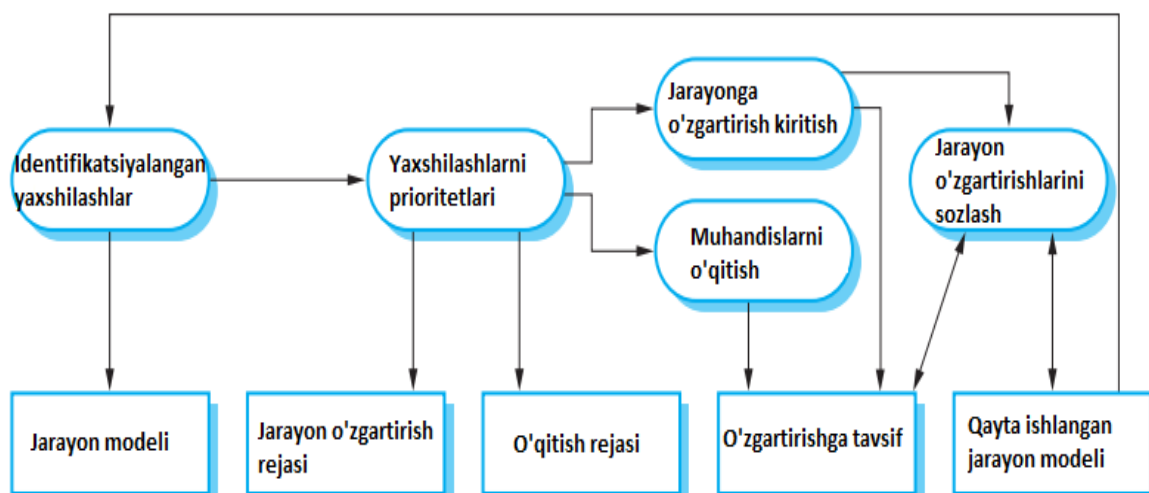 Identifikatsiyalangan
yaxshilashlar
Yaxshilashlarni
prioritetlari
Jarayonga
o'zgartirish kiritish
Muhandislarni
o'qitish
Jarayon
o'zgartirishlarini
sozlash
Jarayon modeli
Jarayon o'zgartirish
rejasi
O'qitish rejasi
O'zgartirishga tavsif
Qayta ishlangan
jarayon modeli